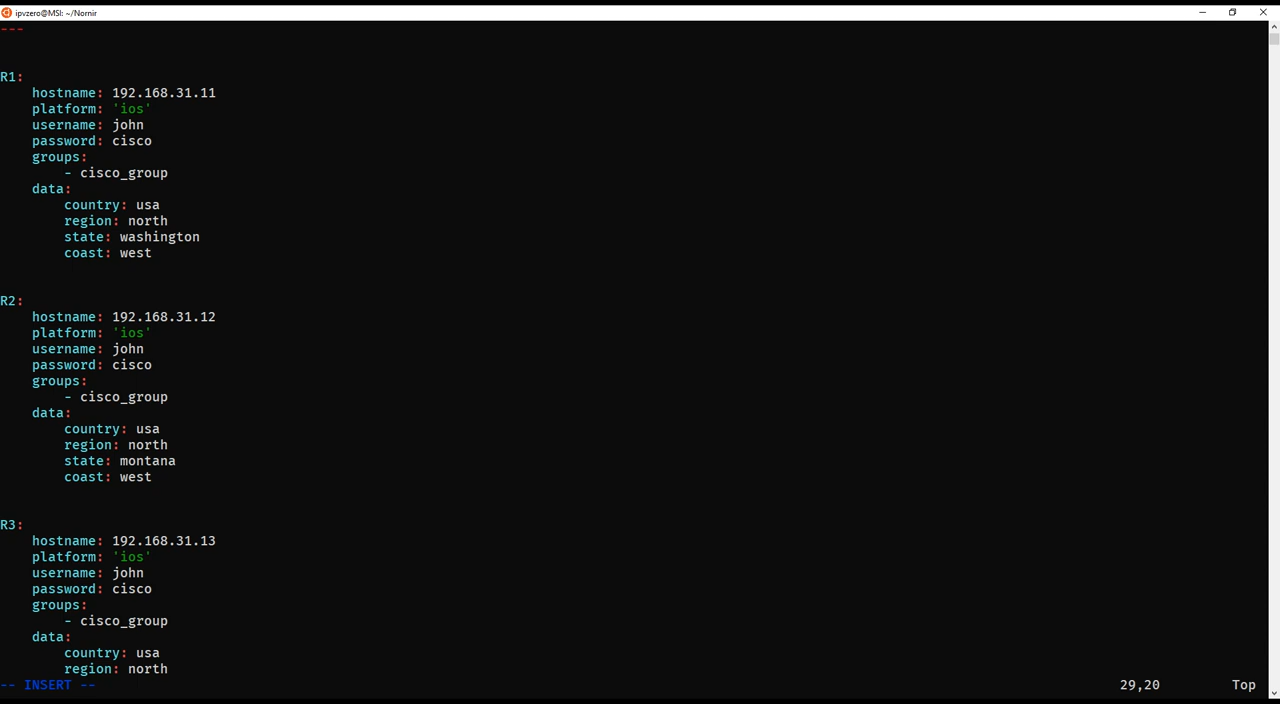 ipvzero@MSI: ~/Nornir
---
R1:
hostname: 192.168.31.11
platform: 'ios'
username: john
password: cisco
groups:
- cisco_group
data:
country: usa
region: north
state: washington
coast: west
R2:
hostname: 192.168.31.12
platform: 'ios'
username: john
password: cisco
groups:
- cisco_group
data:
country: usa
region: north
state: montana
coast: west
R3:
hostname: 192.168.31.13
platform: 'ios'
username: john
password: cisco
groups:
- cisco_group
data:
country: usa
region: north
-- INSERT -- 29,20 Top